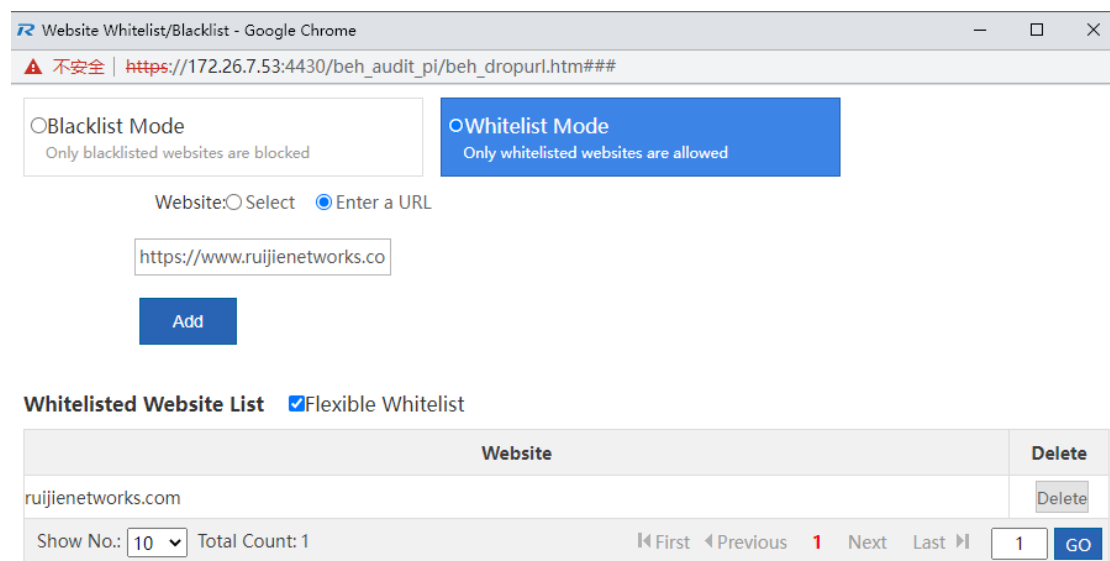 Website Whitelist/Blacklist - Google Chrome
不安全 | https://172.26.7.53:4430/beh_audit_pi/beh_dropurl.htm###
Blacklist Mode
Only blacklisted websites are blocked
Whitelist Mode
Only whitelisted websites are allowed
Website: Select Enter a URL
https://www.ruijienetworks.co
Add
Whitelisted Website List Flexible Whitelist
Website Delete
ruijienetworks.com Delete
Show No.: 10 Total Count: 1 First Previous 1 Next Last 1 GO